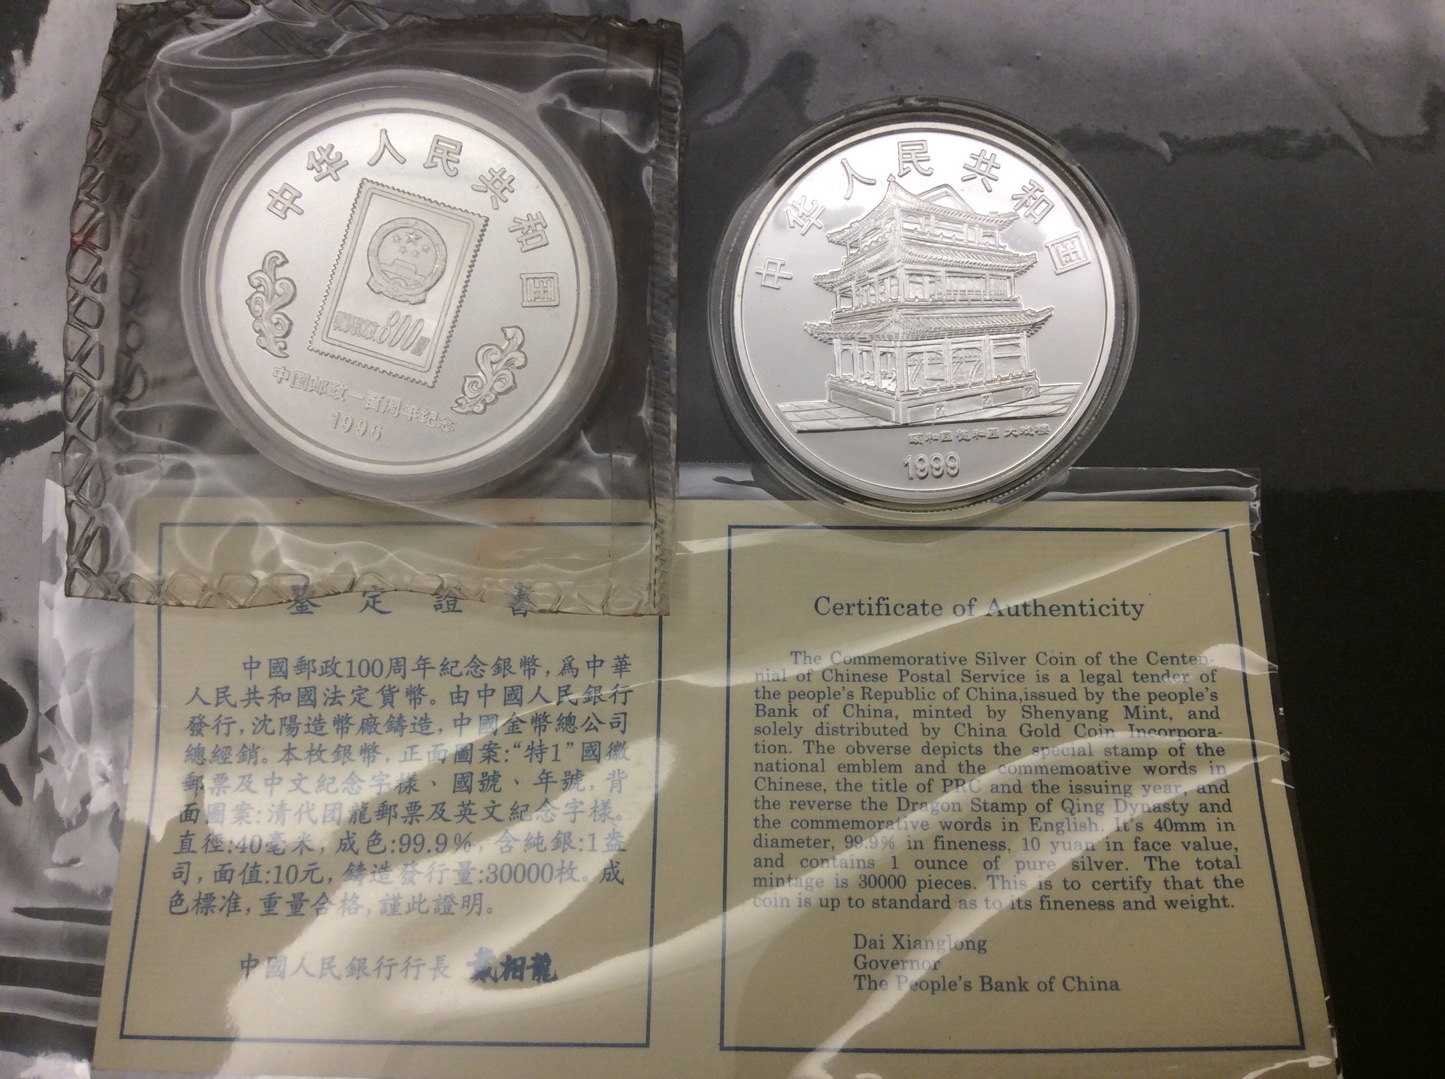 中华人民共和国
800
中国邮政一百周年纪念
1996
中华人民共和国
颐和园德和园大戏楼
1999
鉴定證書
中國郵政100周年紀念銀幣,爲中華
人民共和國法定貨幣。由中國人民銀行
發行,沈陽造幣廠鑄造,中國金幣總公司
總經銷。本枚銀幣,正面圖案:“特1”國徽
郵票及中文紀念字樣、國號、年號,背
面圖案:清代团龍郵票及英文紀念字樣。
直徑:40毫米,成色:99.9%,含純銀:1盎
司,面值:10元,鑄造發行量:30000枚。成
色標准,重量合格,謹此證明。
中國人民銀行行長 戴相龍
Certificate of Authenticity
The Commemorative Silver Coin of the Centen-
nial of Chinese Postal Service is a legal tender of
the people's Republic of China,issued by the people's
Bank of China, minted by Shenyang Mint, and
solely distributed by China Gold Coin Incorpora-
tion. The obverse depicts the special stamp of the
national emblem and the commemoative words in
Chinese, the title of PRC and the issuing year, and
the reverse the Dragon Stamp of Qing Dynasty and
the commemorative words in English. It's 40mm in
diameter, 99.9% in fineness, 10 yuan in face value,
and contains 1 ounce of pure silver. The total
mintage is 30000 pieces. This is to certify that the
coin is up to standard as to its fineness and weight.
Dai Xianglong
Governor
The People's Bank of China